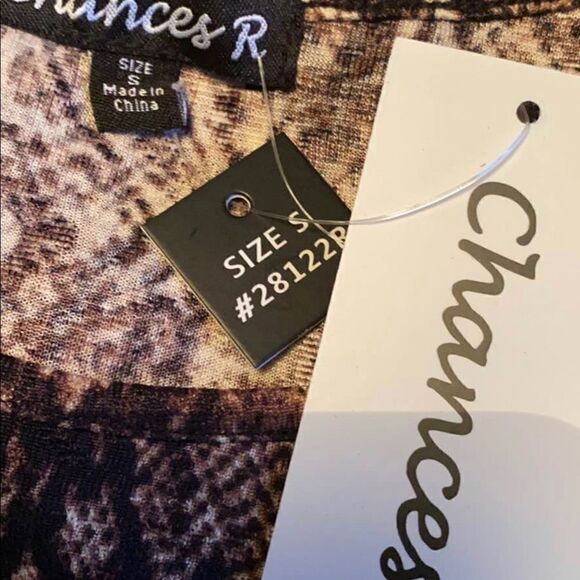 Chances R
SIZE
S
Made in
China
SIZE S
#28122R
Chances